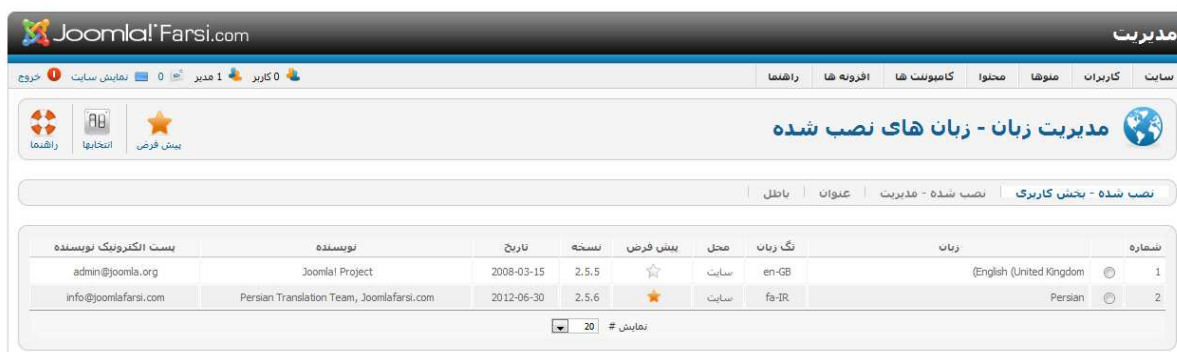 Joomla!® Farsi.com
مدیریت
سایت کاربران منوها محتوا کامپوننت ها افزونه ها راهنما
0 کاربر 1 مدیر 0 نمایش سایت خروج
مدیریت زبان - زبان های نصب شده
پیش فرض انتخابها راهنما
نصب شده - بخش کاربری نصب شده - مدیریت عنوان باطل
شماره زبان تگ زبان محل پیش فرض نسخه تاریخ نویسنده پست الکترونیک نویسنده
1 (English (United Kingdom en-GB سایت 2.5.5 2008-03-15 Joomla! Project admin@joomla.org
2 Persian fa-IR سایت 2.5.6 2012-06-30 Persian Translation Team, Joomlafarsi.com info@joomlafarsi.com
نمایش # 20